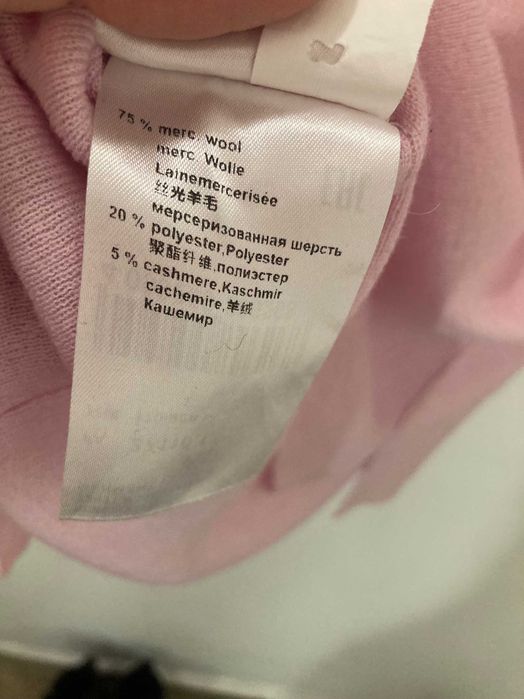 75 % merc. wool
merc. Wolle
Lainemercerisée
丝光羊毛
мерсеризованная шерсть
20 % polyester,Polyester
聚酯纤维,полиэстер
5 % cashmere,Kaschmir
cachemire,羊绒
Кашемир